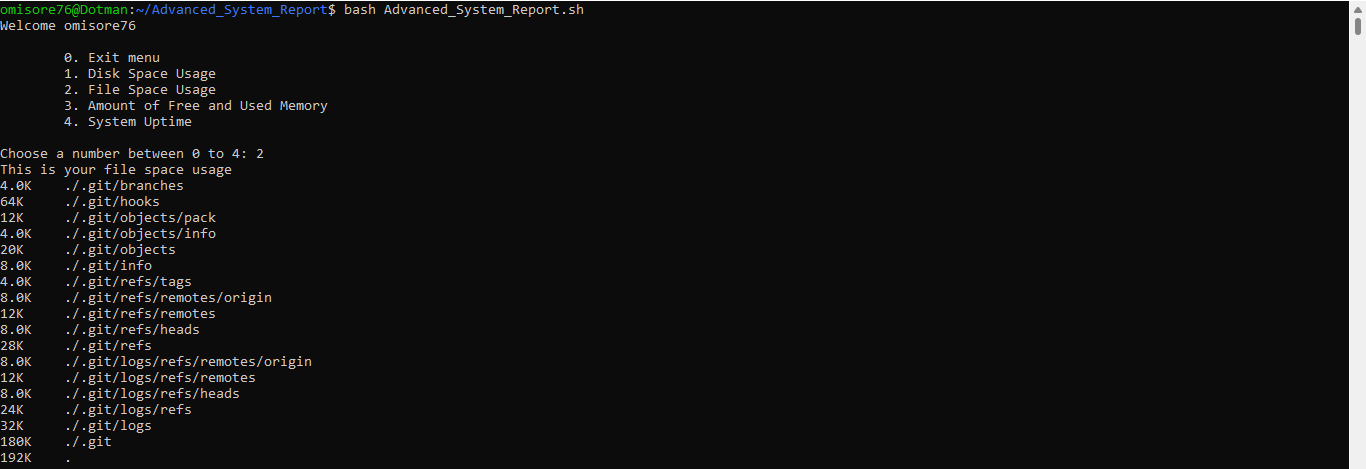 omisore76@Dotman:~/Advanced_System_Report$ bash Advanced_System_Report.sh
Welcome omisore76
0. Exit menu
1. Disk Space Usage
2. File Space Usage
3. Amount of Free and Used Memory
4. System Uptime
Choose a number between 0 to 4: 2
This is your file space usage
4.0K ./.git/branches
64K ./.git/hooks
12K ./.git/objects/pack
4.0K ./.git/objects/info
20K ./.git/objects
8.0K ./.git/info
4.0K ./.git/refs/tags
8.0K ./.git/refs/remotes/origin
12K ./.git/refs/remotes
8.0K ./.git/refs/heads
28K ./.git/refs
8.0K ./.git/logs/refs/remotes/origin
12K ./.git/logs/refs/remotes
8.0K ./.git/logs/refs/heads
24K ./.git/logs/refs
32K ./.git/logs
180K ./.git
192K .